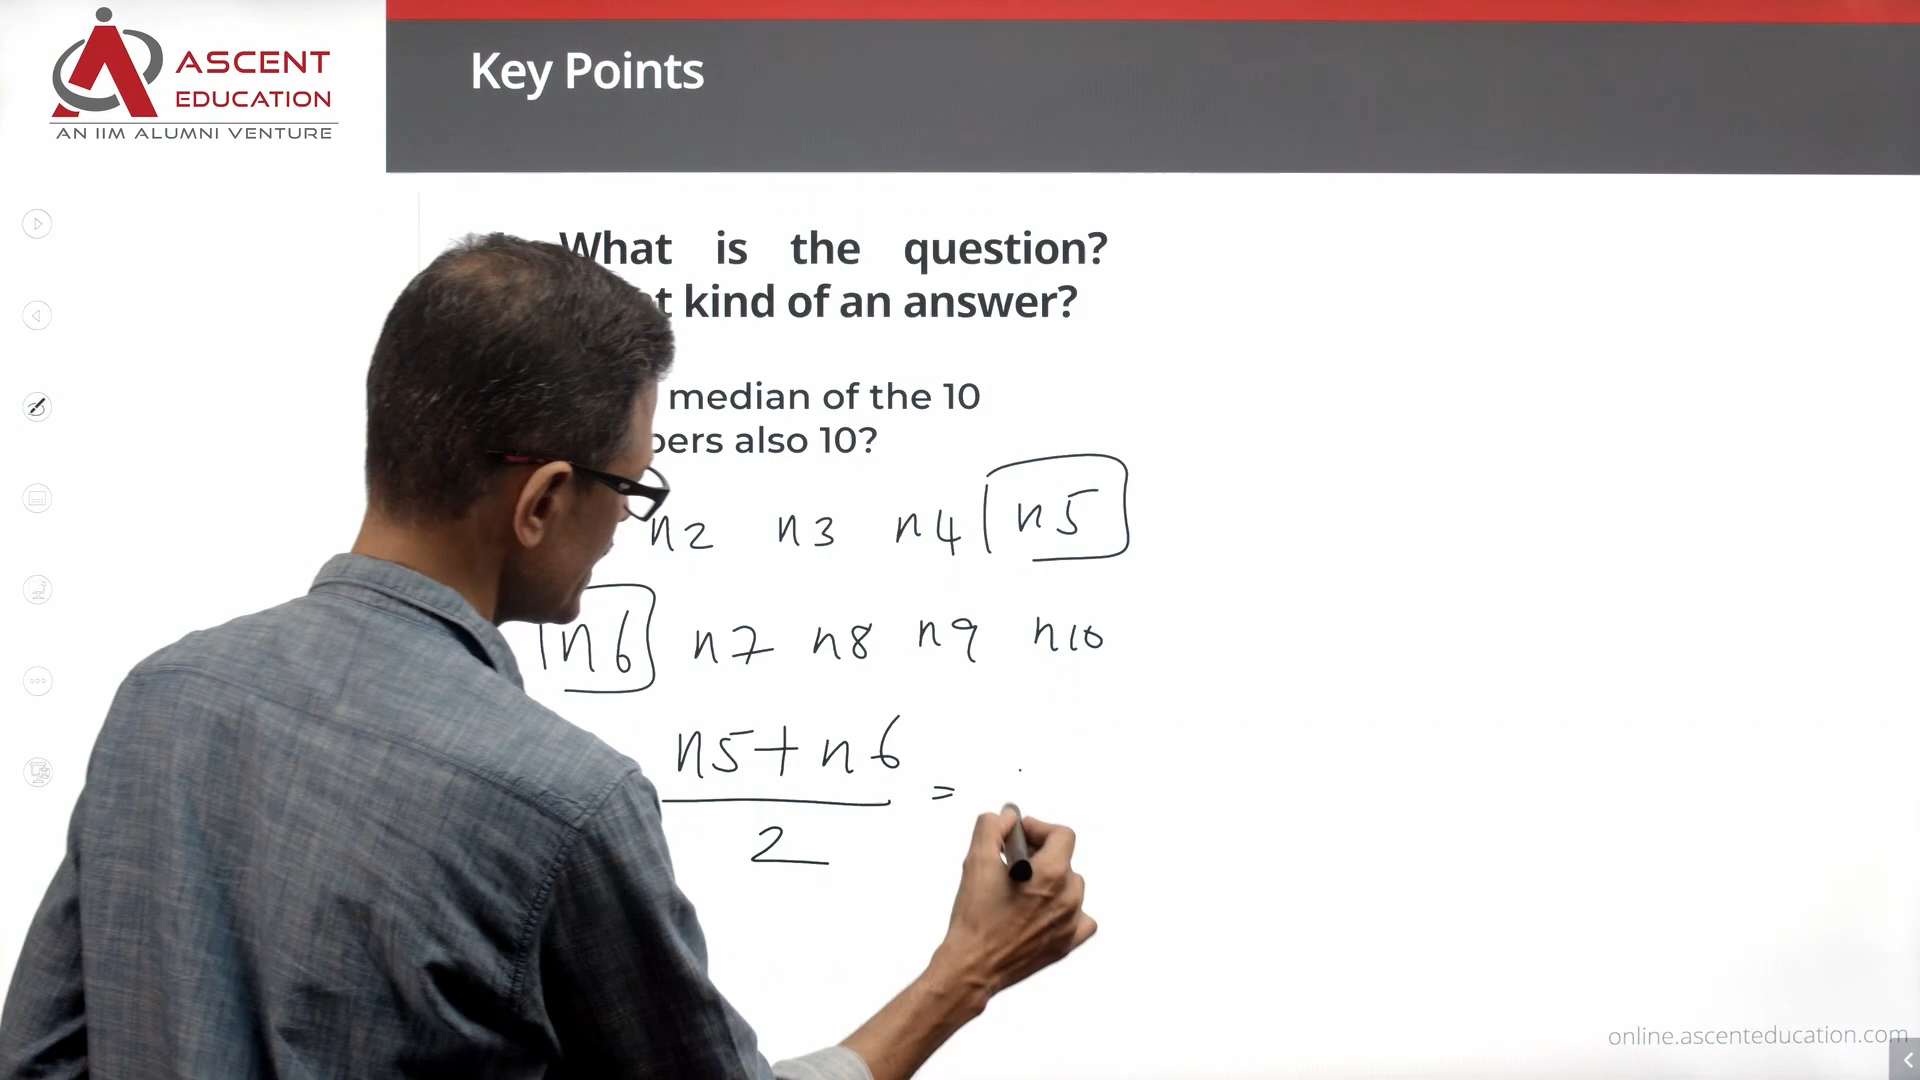 ASCENT
EDUCATION
AN IIM ALUMNI VENTURE
Key Points
What is the question?
kind of an answer?
median of the 10
also 10?
n2 n3 n4 n5
n6 n7 n8 n9 n10
n5+n6
=
2
online.ascenteducation.com